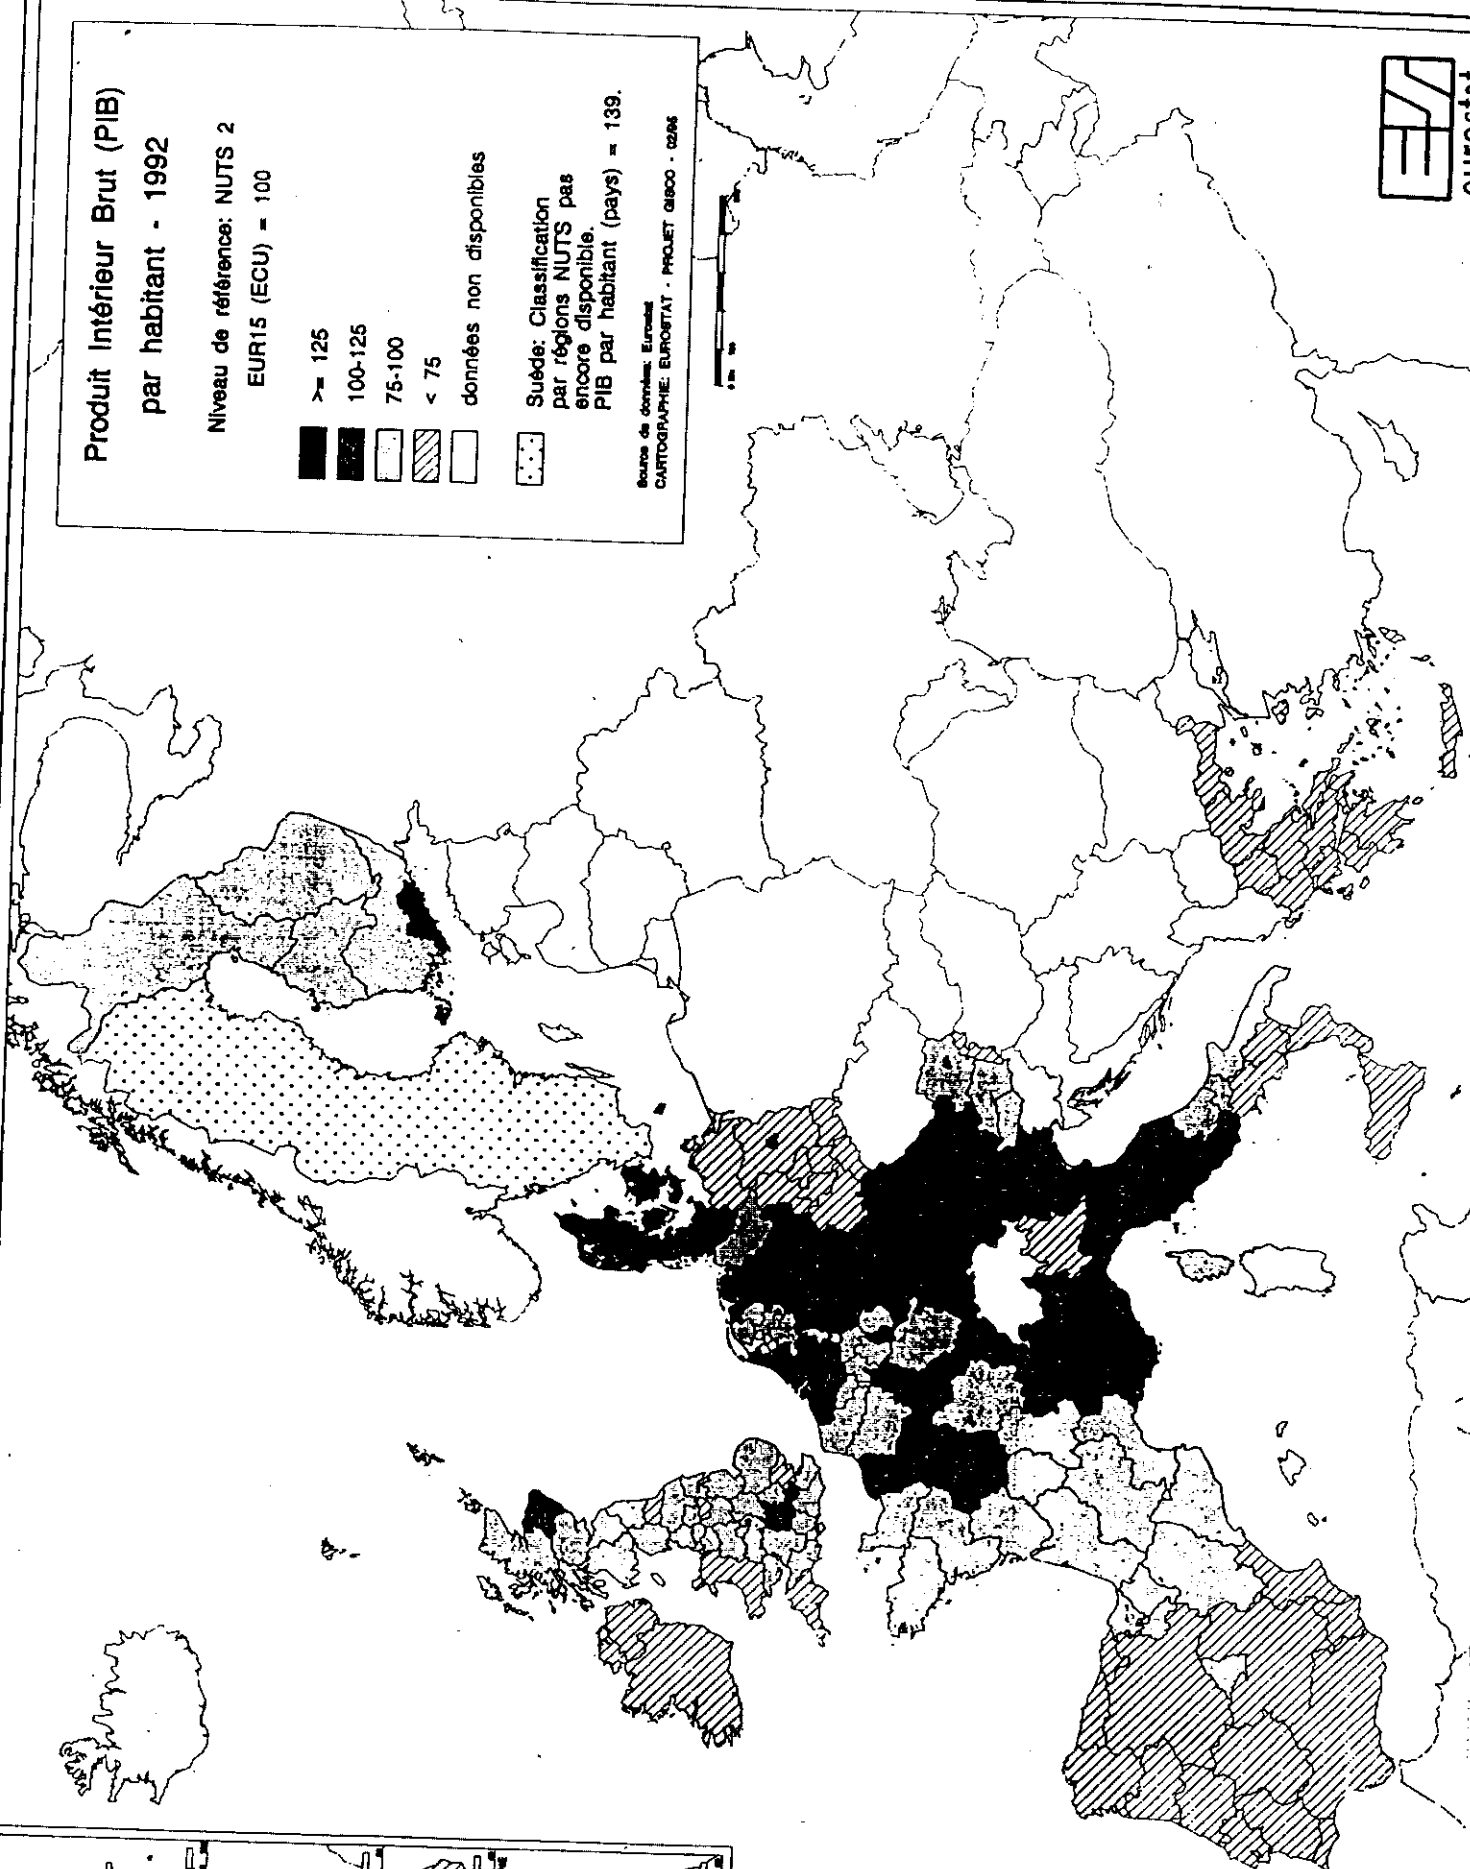 Produit Intérieur Brut (PIB)
par habitant - 1992
Niveau de référence: NUTS 2
EUR15 (ECU) = 100
>= 125
100-125
75-100
< 75
données non disponibles
Suède: Classification
par régions NUTS pas
encore disponible.
PIB par habitant (pays) = 139.
Source de données: Eurostat
CARTOGRAPHIE: EUROSTAT - PROJET GISCO -
eurostat